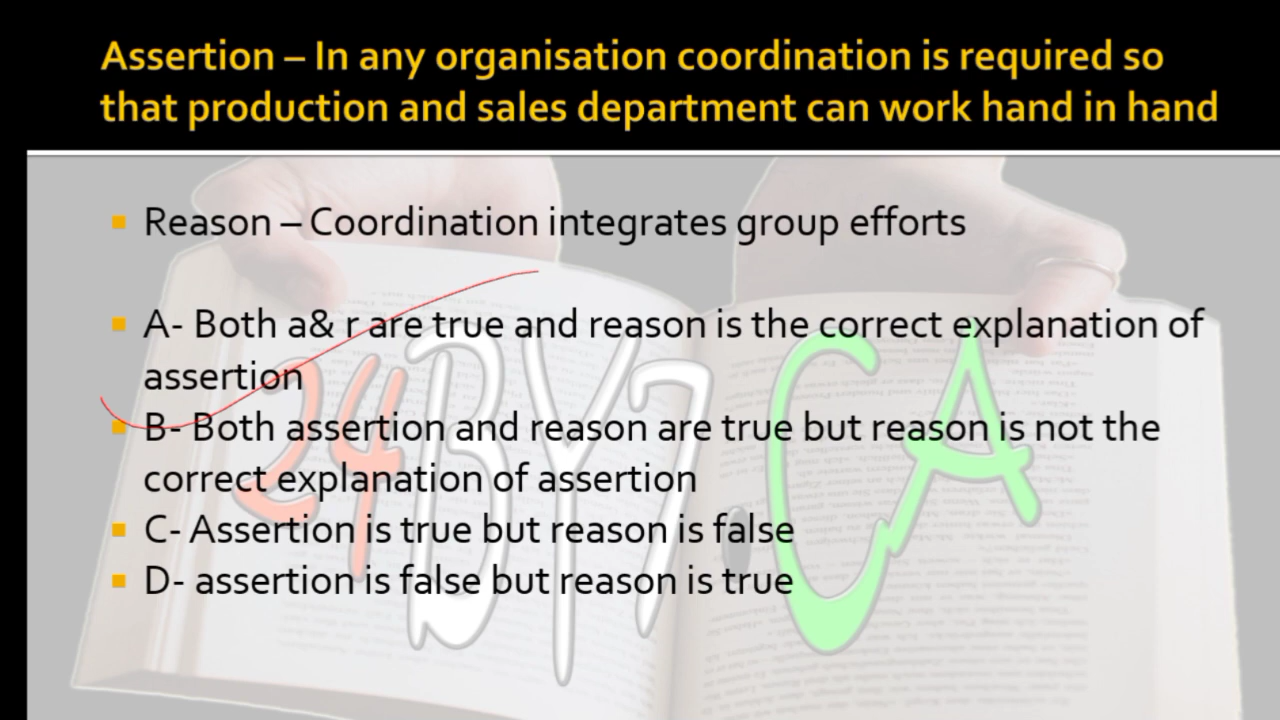 Assertion – In any organisation coordination is required so
that production and sales department can work hand in hand
Reason – Coordination integrates group efforts
A- Both a& r are true and reason is the correct explanation of
assertion
B- Both assertion and reason are true but reason is not the
correct explanation of assertion
C- Assertion is true but reason is false
D- assertion is false but reason is true
24BY7.CA